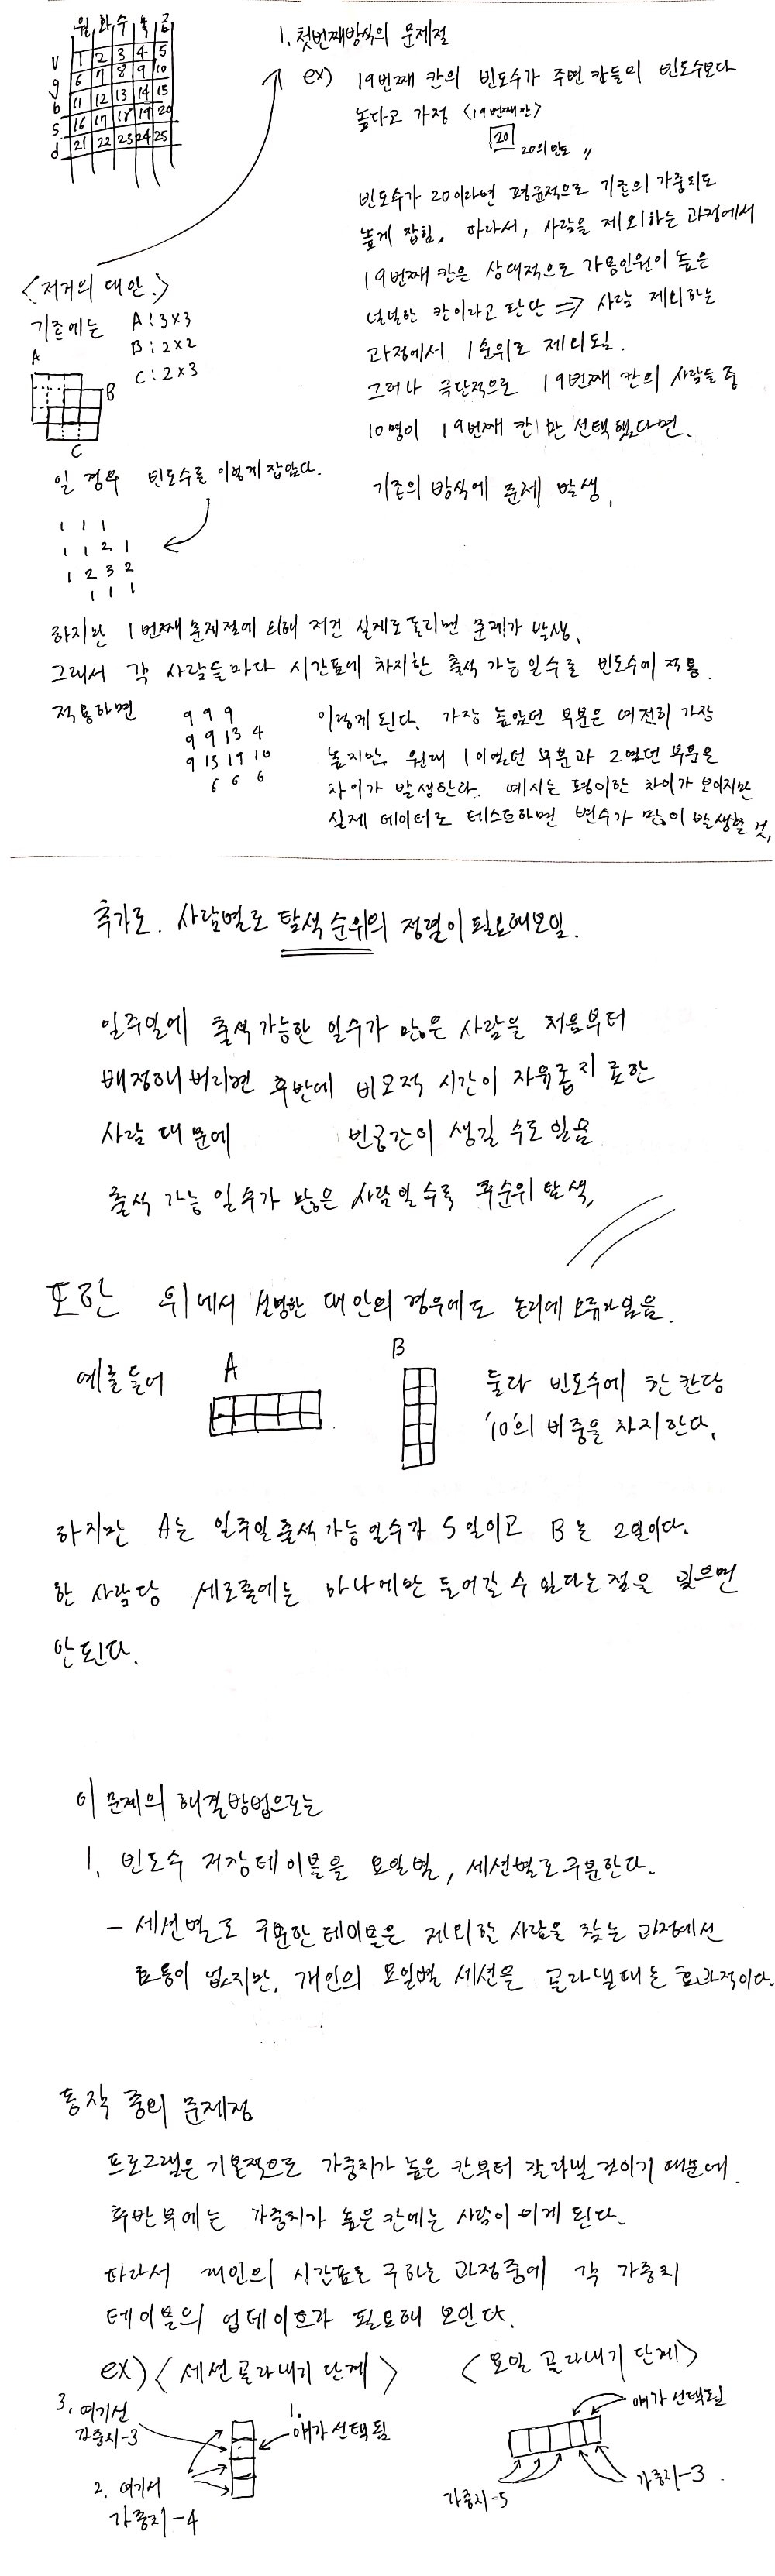 월 화 수 목 금
V 1 2 3 4 5
g 6 7 8 9 10
b 11 12 13 14 15
s 16 17 18 19 20
d 21 22 23 24 25
1. 첫번째방식의 문제점
ex) 19번째 칸의 빈도수가 주변 칸들의 빈도수보다
높다고 가정 <19번째칸>
20
20의 빈도 〃
빈도수가 20이라면 평균적으로 기존의 가중치도
높게 잡힘. 따라서, 사람을 제외하는 과정에서
19번째 칸은 상대적으로 가용인원이 높은
널널한 칸이라고 판단 ⇒ 사람 제외하는
과정에서 1순위로 제외됨.
그러나 극단적으로 19번째 칸의 사람들 중
10명이 19번째 칸만 선택했다면.
기존의 방식에 문제 발생.
<저거의 대안.>
기존에는 A:3×3
B:2×2
C:2×3
A
B
C
일 경우 빈도수를 이렇게 잡았다.
1 1 1
1 1 2 1
1 2 3 2
1 1 1
하지만 1번째 문제점에 의해 저건 실제로 돌리면 문제가 발생.
그래서 각 사람들마다 시간표에 차지한 출석 가능 일수를 빈도수에 적용.
적용하면
9 9 9
9 9 13 4
9 15 19 10
6 6 6
이렇게 된다. 가장 높았던 부분은 여전히 가장
높지만, 원래 1이었던 부분과 2였던 부분은
차이가 발생한다. 예시는 평이한 차이가 보이지만
실제 데이터로 테스트하면 변수가 많이 발생할 것.
추가로. 사람별로 탐색 순위의 정렬이 필요해보임.
일주일에 출석 가능한 일수가 많은 사람을 처음부터
배정해 버리면 후반에 비교적 시간이 자유롭지 못한
사람 때문에 빈공간이 생길 수도 있음.
출석 가능 일수가 많은 사람일수록 후순위 탐색.
또한 위에서 설명한 대안의 경우에도 논리에 오류가 있음.
예를 들어 A B 둘다 빈도수에 한 칸당
'10'의 비중을 차지한다.
하지만 A는 일주일 출석 가능 일수가 5일이고 B는 2일이다.
한 사람당 세로줄에는 하나에만 들어갈 수 있다는 점을 잊으면
안된다.
이 문제의 해결방법으로는
1. 빈도수 저장테이블을 요일별, 세션별로 구분한다.
- 세션별로 구분한 테이블은 제외할 사람을 찾는 과정에선
효용이 없지만, 개인의 요일별 세션을 골라낼때는 효과적이다.
동작 중의 문제점
프로그램은 기본적으로 가중치가 높은 칸부터 잘라낼 것이기 때문에.
후반부에는 가중치가 높은 칸에는 사람이 비게 된다.
따라서 개인의 시간표를 구하는 과정중에 각 가중치
테이블의 업데이트가 필요해 보인다.
ex) <세션 골라내기 단계>
<요일 골라내기 단계>
3. 여기선
가중치-3
1.
얘가 선택됨
2. 여기서
가중치-4
얘가 선택됨
가중치-5
가중치-3